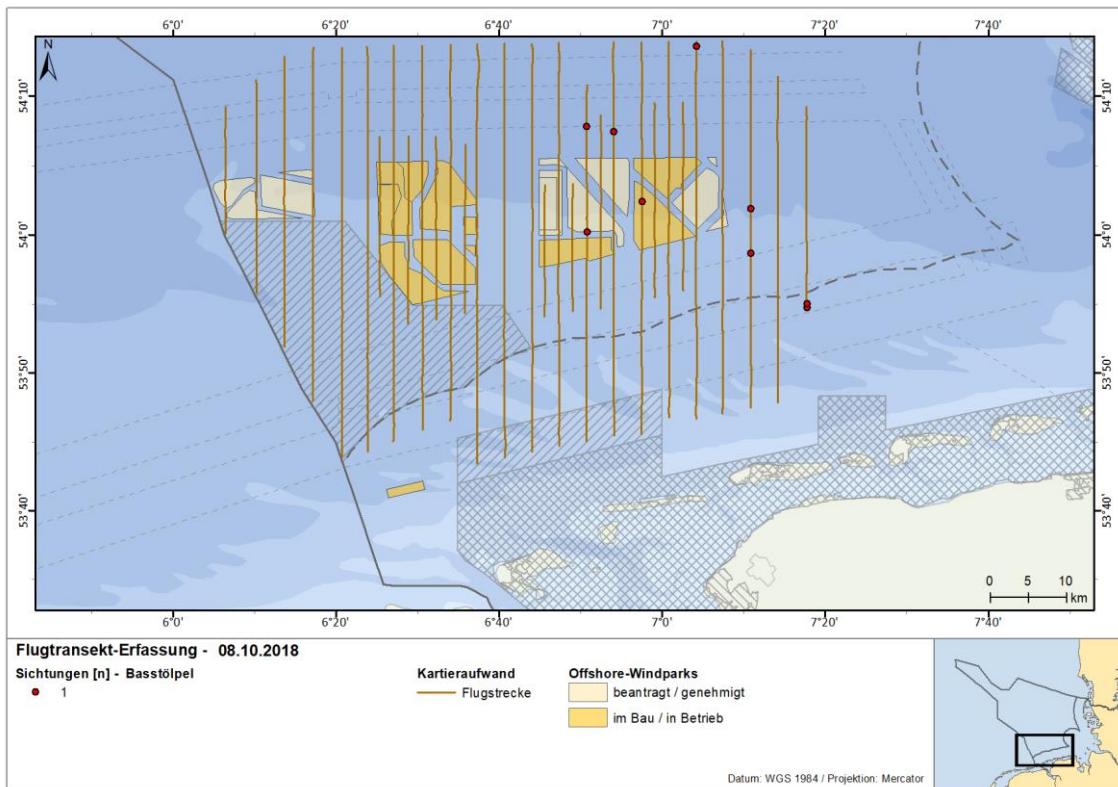 6°0' 6°20' 6°40' 7°0' 7°20' 7°40'
N
54°10' 54°10'
54°0' 54°0'
53°50' 53°50'
53°40' 53°40'
0 5 10
km
6°0' 6°20' 6°40' 7°0' 7°20' 7°40'
Flugtransekt-Erfassung - 08.10.2018
Sichtungen [n] - Basstölpel
1
Kartieraufwand
Flugstrecke
Offshore-Windparks
beantragt / genehmigt
im Bau / in Betrieb
Datum: WGS 1984 / Projektion: Mercator